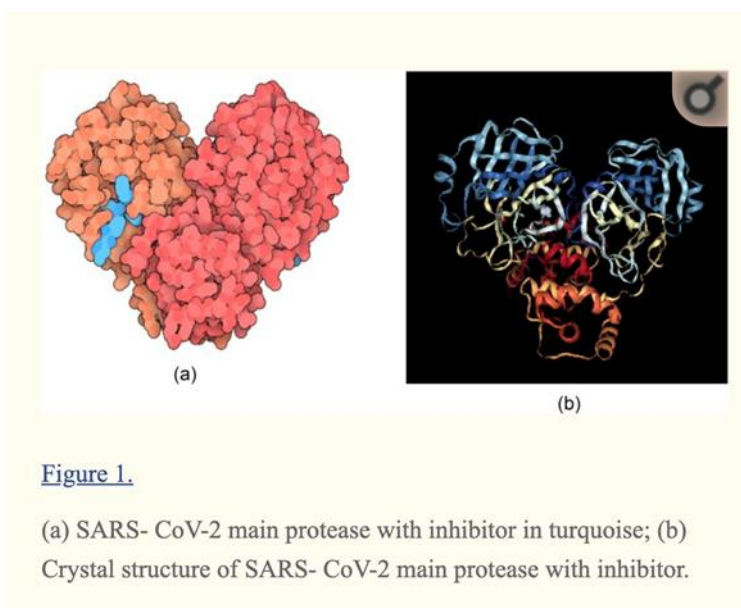 (a)
(b)
Figure 1.
(a) SARS- CoV-2 main protease with inhibitor in turquoise; (b)
Crystal structure of SARS- CoV-2 main protease with inhibitor.